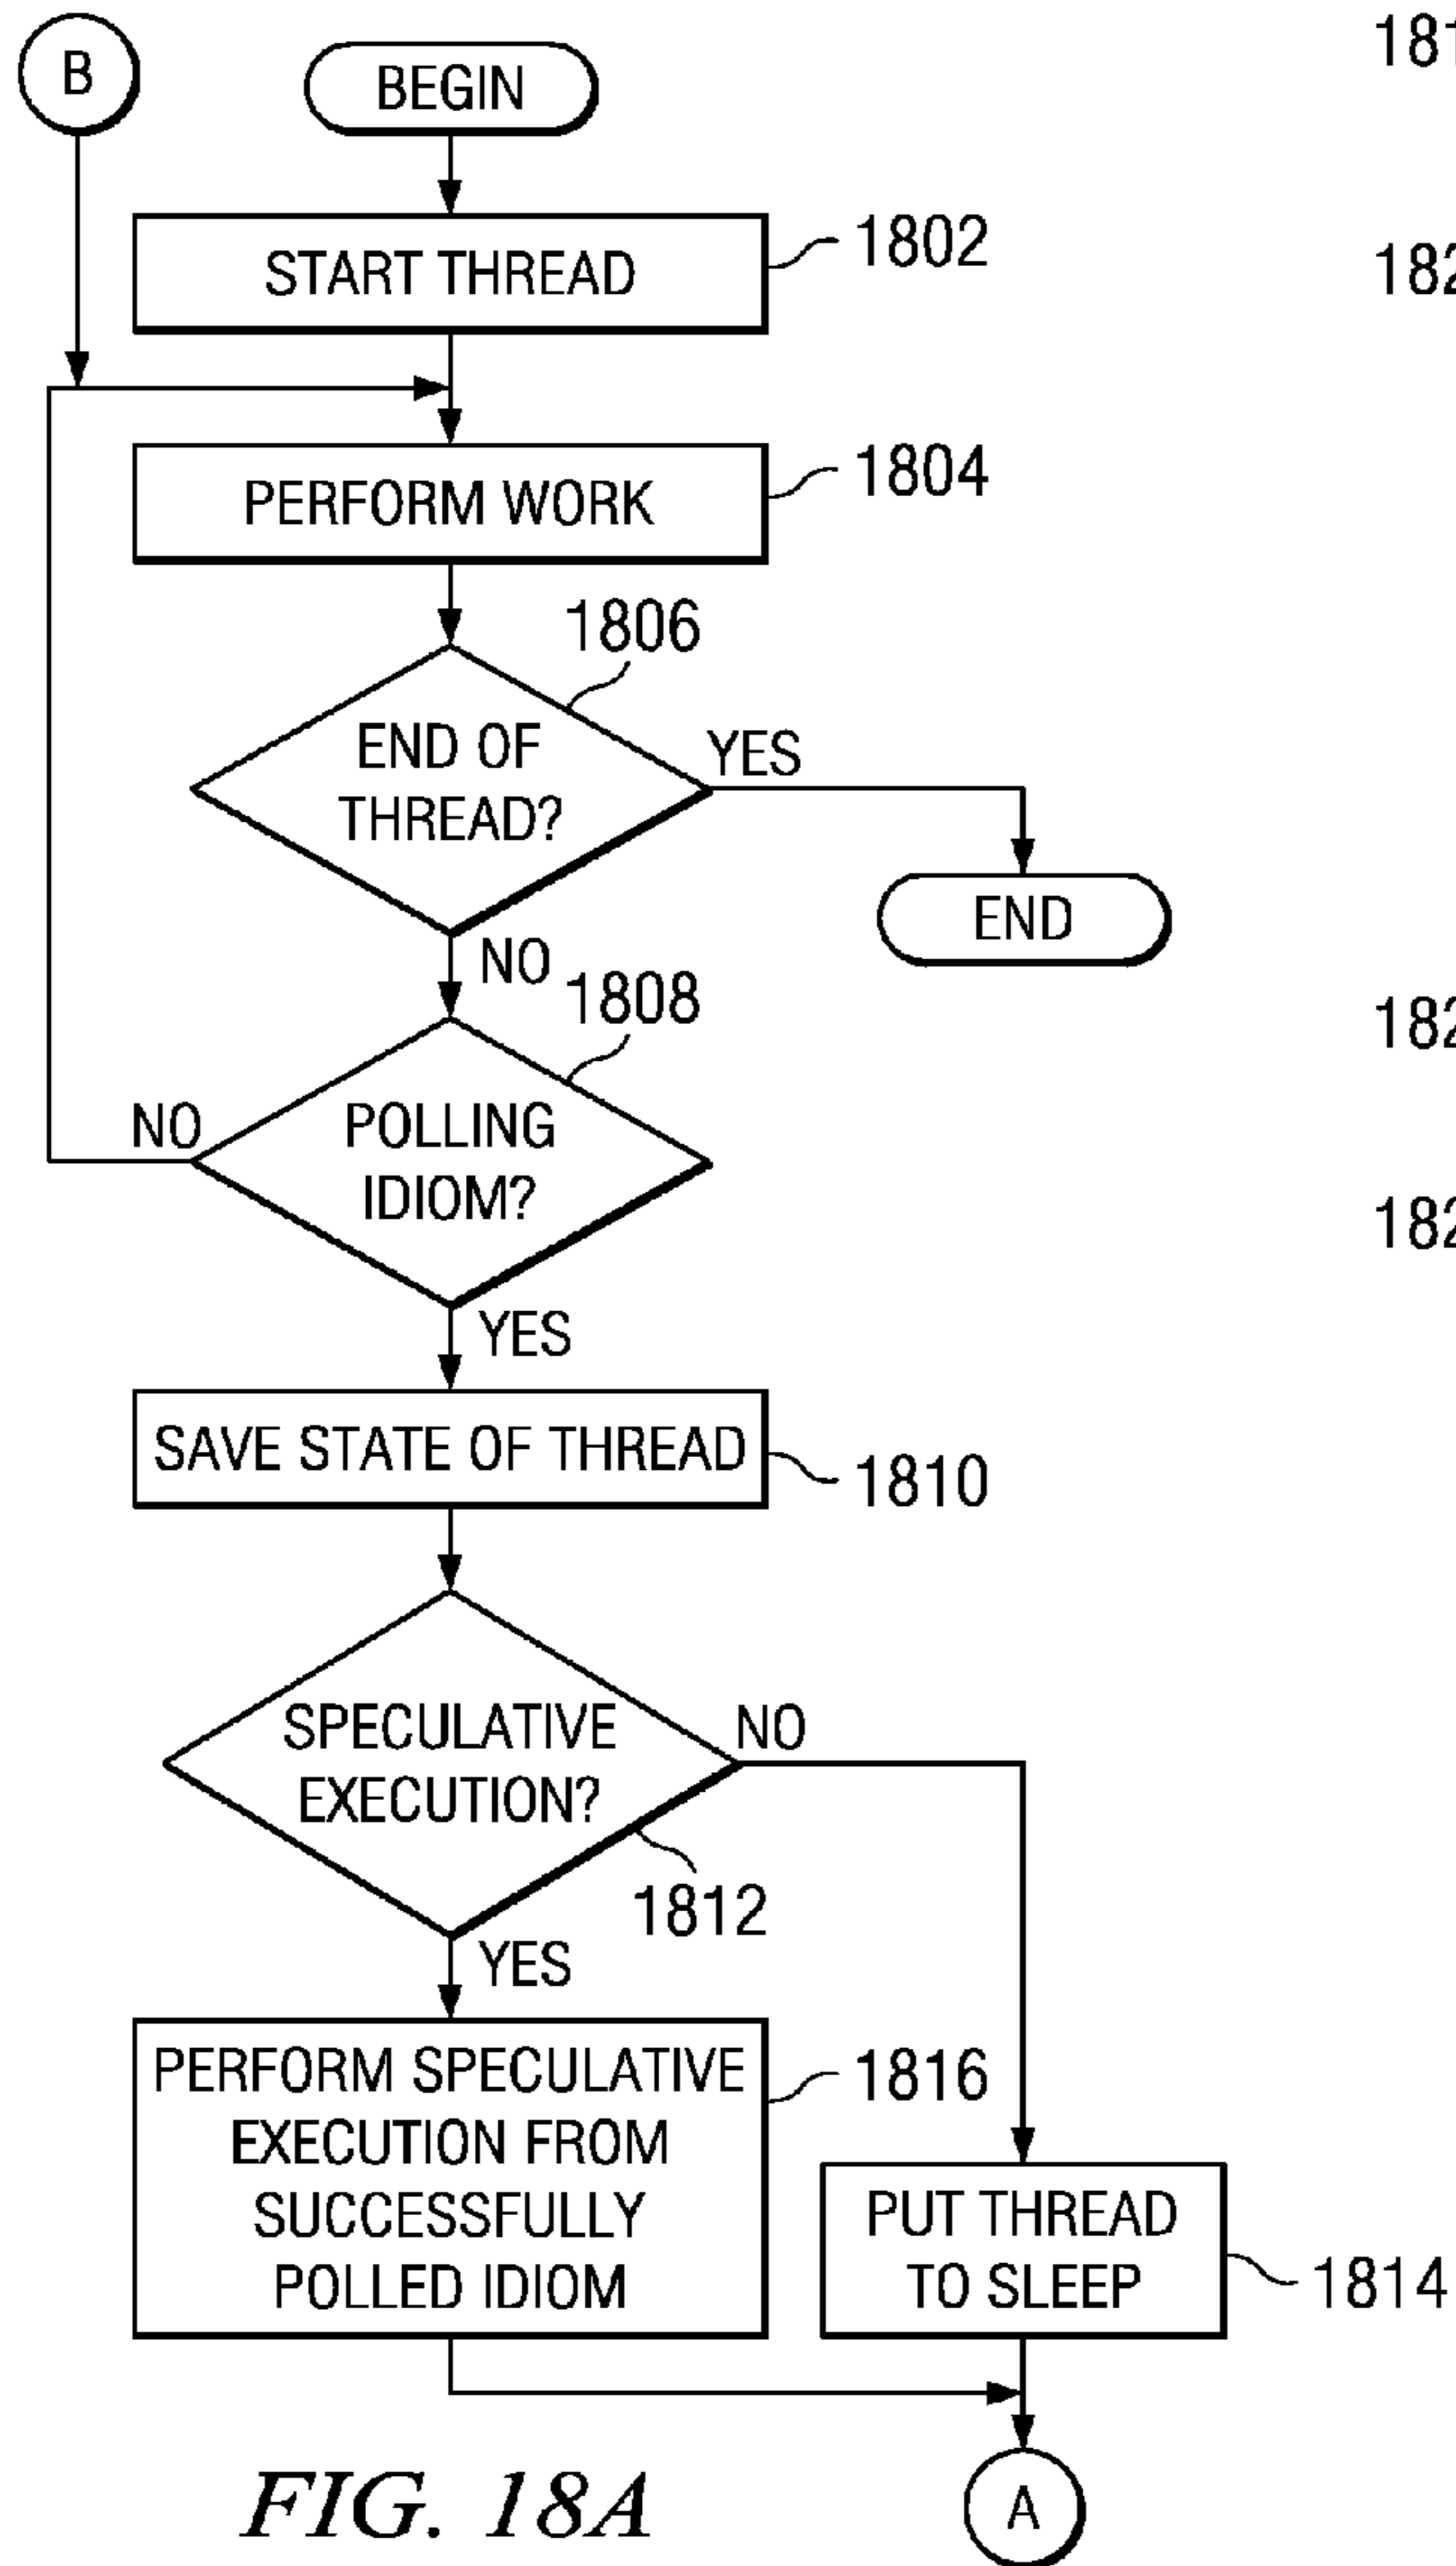 B
BEGIN
START THREAD
1802
PERFORM WORK
1804
1806
END OF
THREAD?
YES
END
NO
1808
POLLING
IDIOM?
NO
YES
SAVE STATE OF THREAD
1810
SPECULATIVE
EXECUTION?
NO
1812
YES
PERFORM SPECULATIVE
EXECUTION FROM
SUCCESSFULLY
POLLED IDIOM
1816
PUT THREAD
TO SLEEP
1814
A
FIG. 18A